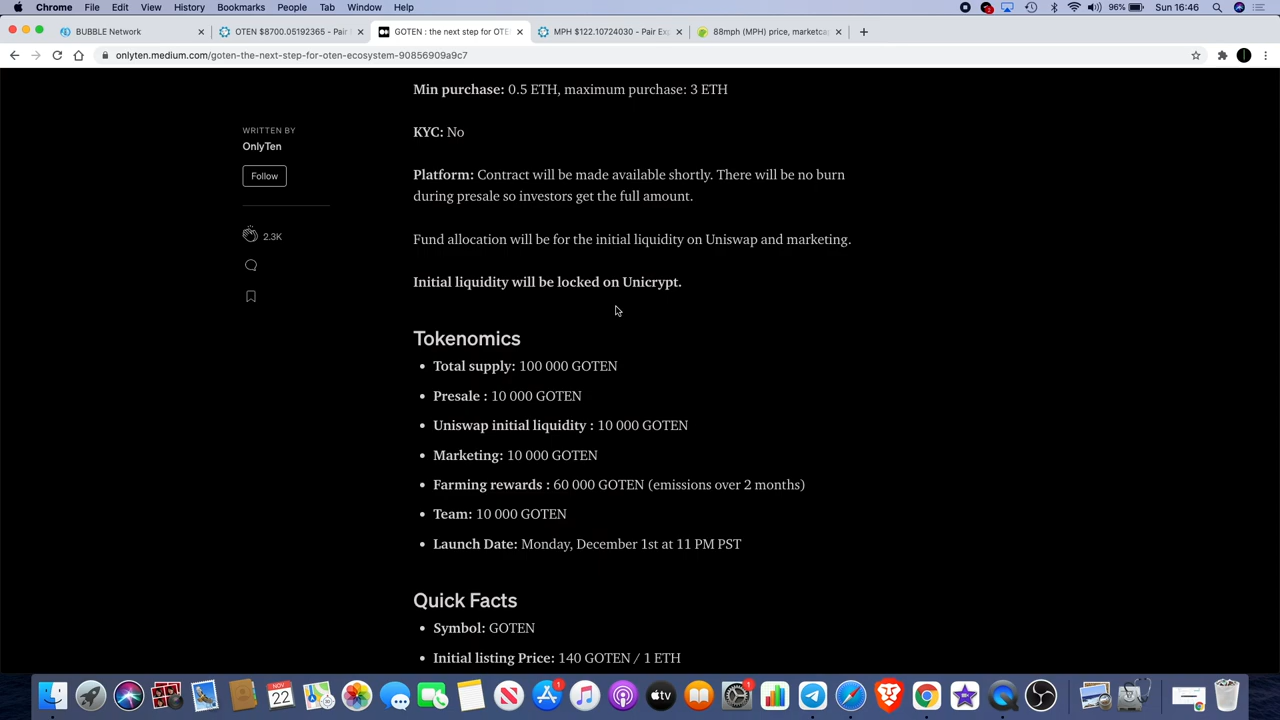 Chrome File Edit View History Bookmarks People Tab Window Help 96% Sun 16:46
BUBBLE Network
OTEN $8700.05192365 - Pair
GOTEN : the next step for OTE
MPH $122.10724030 - Pair Ex
88mph (MPH) price, marketca
onlyten.medium.com/goten-the-next-step-for-oten-ecosystem-90856909a9c7
Min purchase: 0.5 ETH, maximum purchase: 3 ETH
WRITTEN BY
OnlyTen
Follow
2.3K
KYC: No
Platform: Contract will be made available shortly. There will be no burn
during presale so investors get the full amount.
Fund allocation will be for the initial liquidity on Uniswap and marketing.
Initial liquidity will be locked on Unicrypt.
Tokenomics
Total supply: 100 000 GOTEN
Presale : 10 000 GOTEN
Uniswap initial liquidity : 10 000 GOTEN
Marketing: 10 000 GOTEN
Farming rewards : 60 000 GOTEN (emissions over 2 months)
Team: 10 000 GOTEN
Launch Date: Monday, December 1st at 11 PM PST
Quick Facts
Symbol: GOTEN
Initial listing Price: 140 GOTEN / 1 ETH
NOV
22
tv
1
1